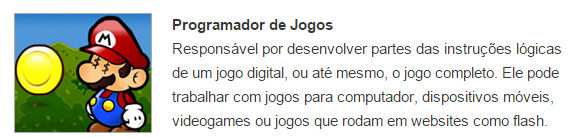 Programador de Jogos
Responsável por desenvolver partes das instruções lógicas
de um jogo digital, ou até mesmo, o jogo completo. Ele pode
trabalhar com jogos para computador, dispositivos móveis,
videogames ou jogos que rodam em websites como flash.
M